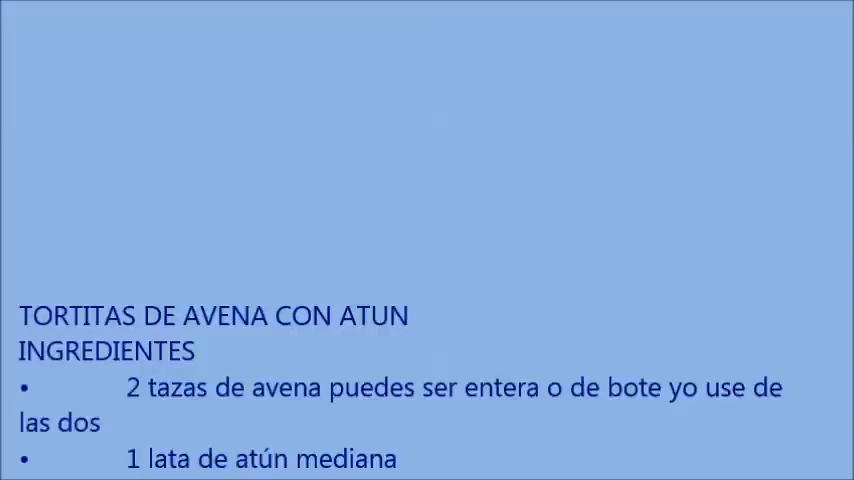 TORTITAS DE AVENA CON ATUN
INGREDIENTES
• 2 tazas de avena puedes ser entera o de bote yo use de
las dos
• 1 lata de atún mediana